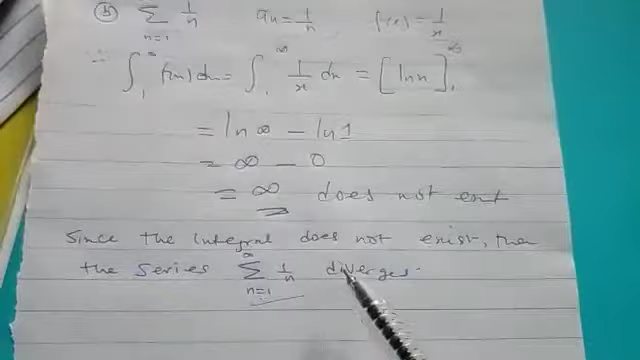 (b) ∞∑n=1 1/n an = 1/n f(x) = 1/x
∴ ∫₁^∞ f(x) dx = ∫₁^∞ 1/x dx = [ln x]₁^∞
= ln ∞ − ln 1
= ∞ − 0
= ∞ does not exist
Since the integral does not exist, then
the series ∞∑n=1 1/n diverges.